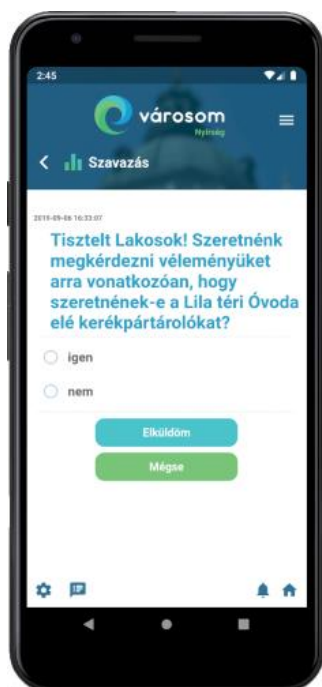 2:45
városom
Nyírség
Szavazás
2019-09-06 16:33:07
Tisztelt Lakosok! Szeretnénk
megkérdezni véleményüket
arra vonatkozóan, hogy
szeretnének-e a Lila téri Óvoda
elé kerékpártárolókat?
igen
nem
Elküldöm
Mégse